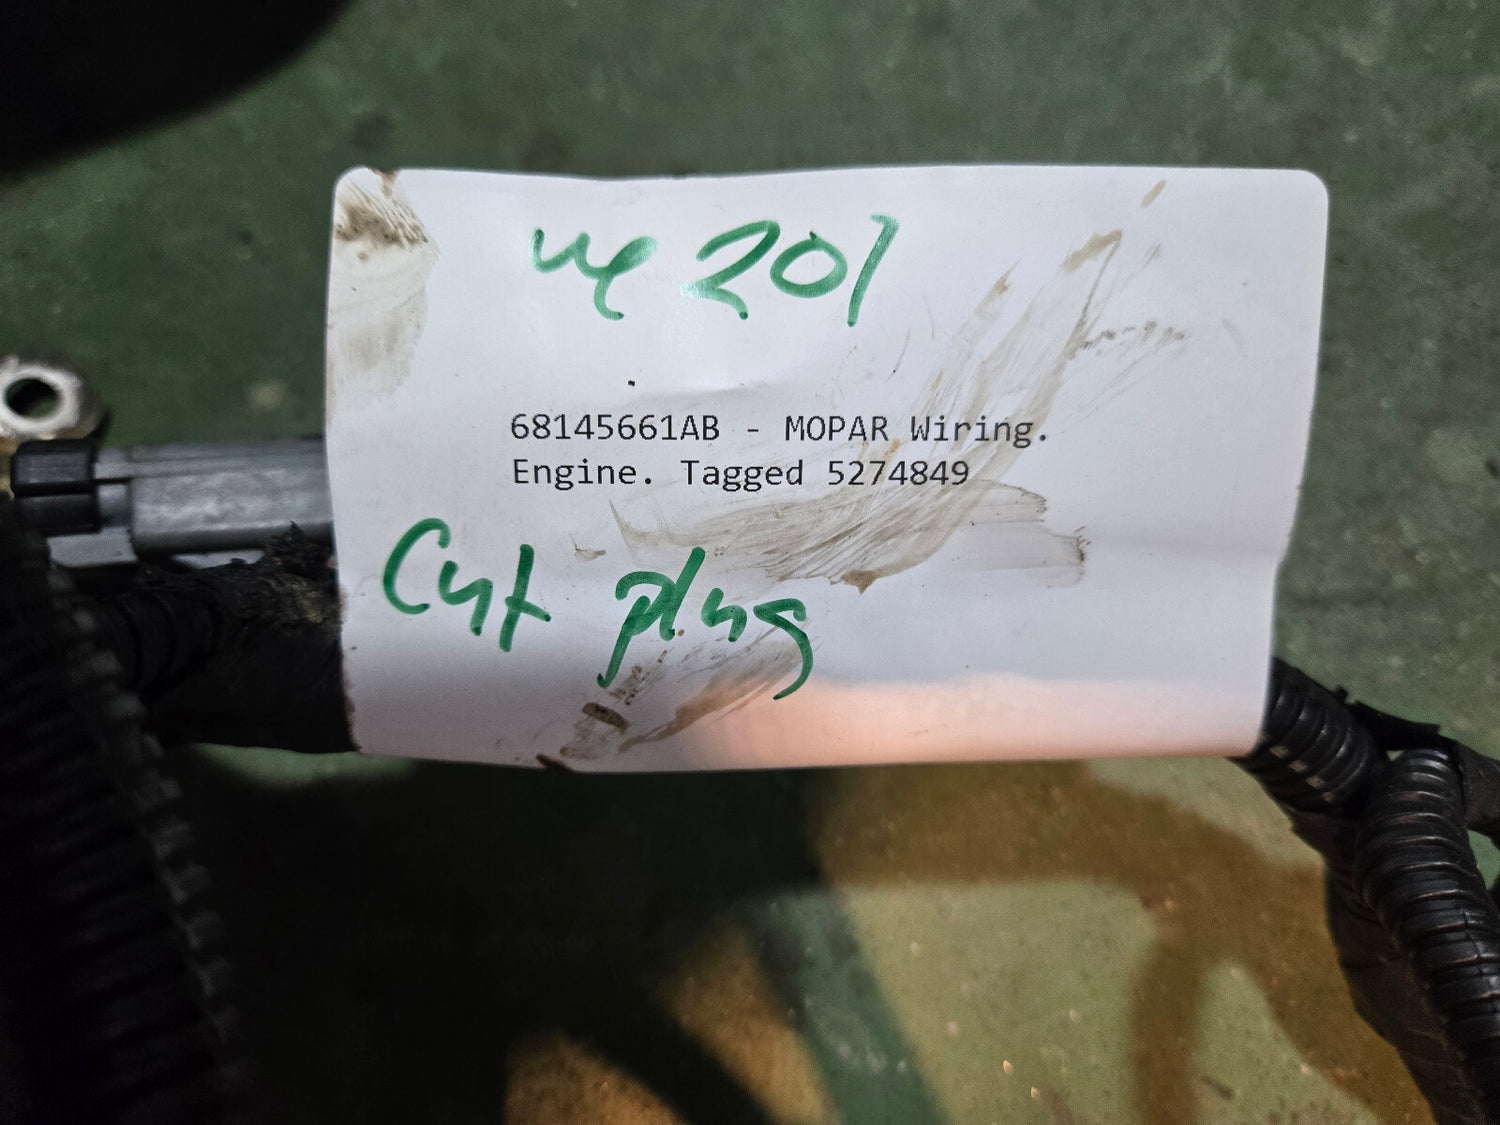 ue 201
68145661AB - MOPAR Wiring.
Engine. Tagged 5274849
Cut plug